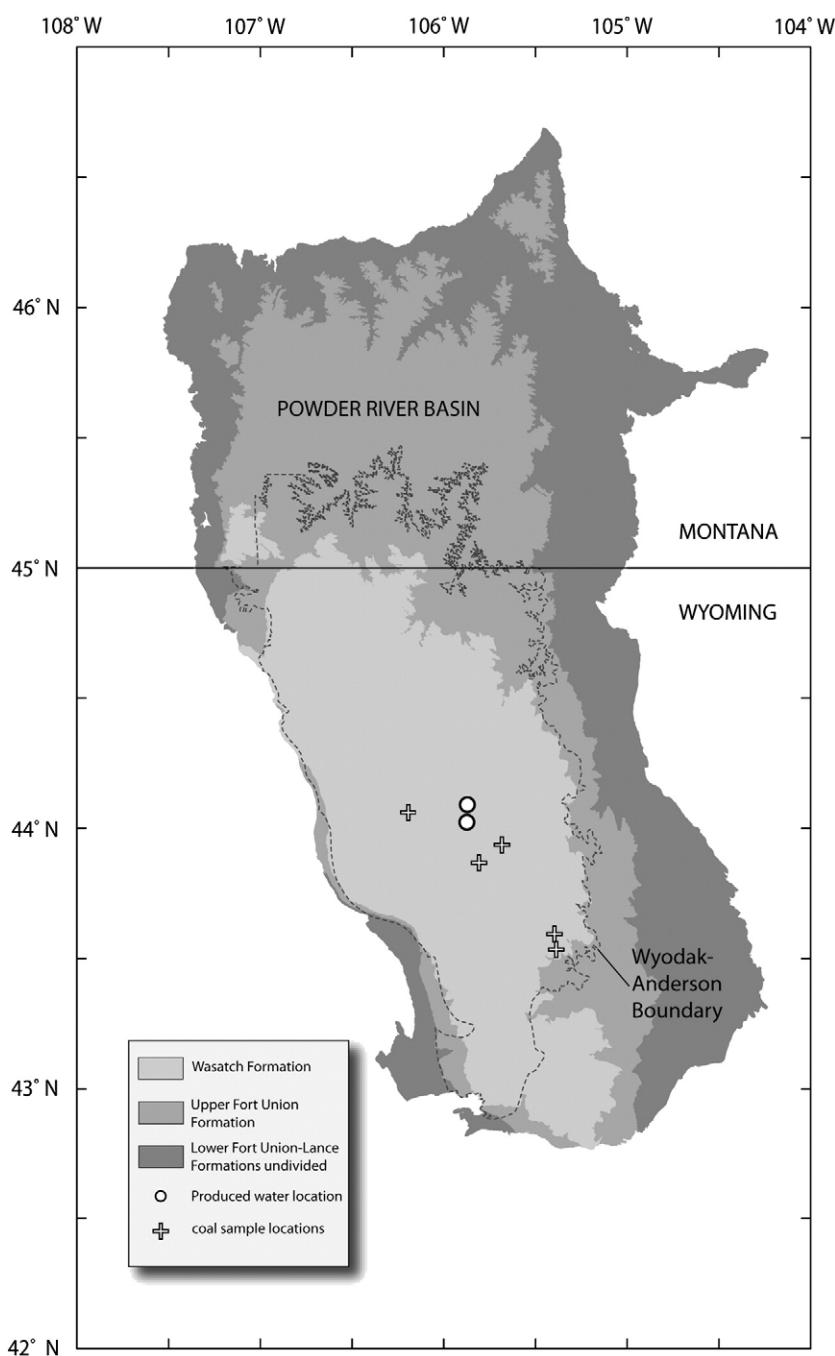 108° W
107°W
106°W
105°W
104° W
46° N
POWDER RIVER BASIN
MONTANA
45° N
WYOMING
44° N
Wyodak-
Anderson
Boundary
43° N
Wasatch Formation
Upper Fort Union
Formation
Lower Fort Union-Lance
Formations undivided
Produced water location
coal sample locations
42° N